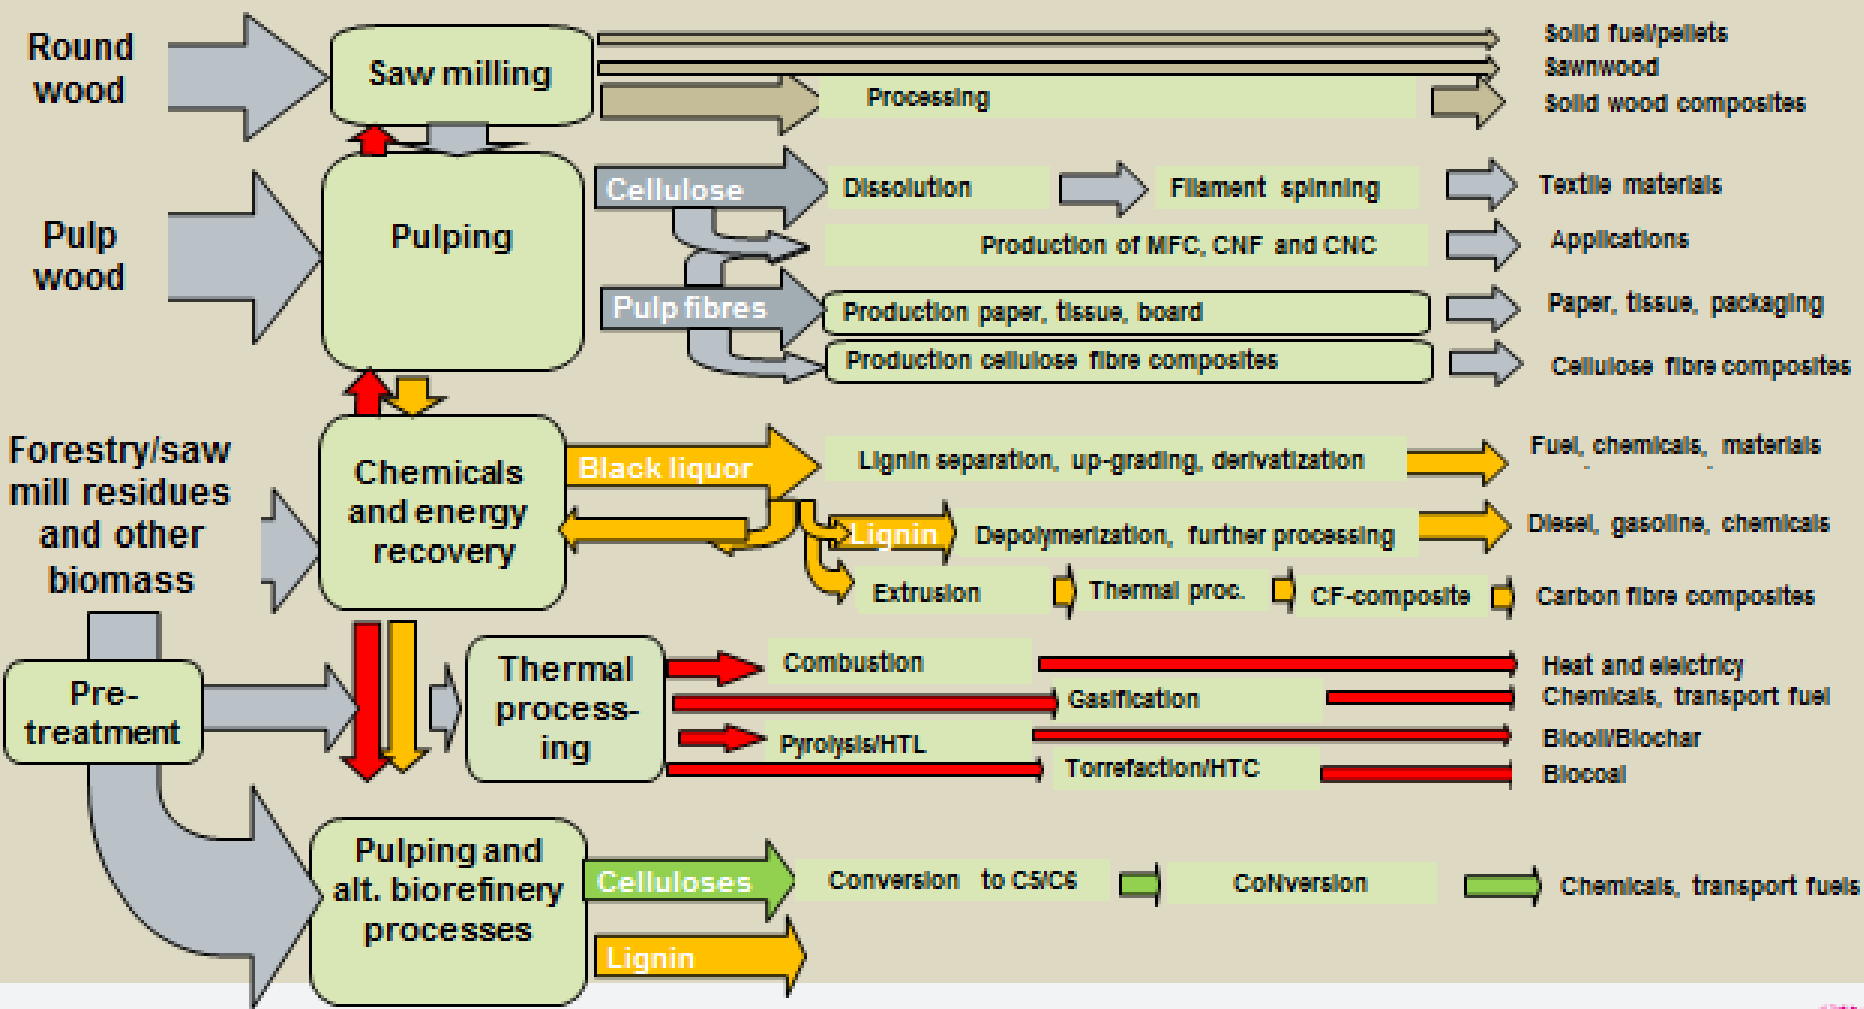 Round
wood
Saw milling
Solid fuel/pellets
Sawnwood
Processing
Solid wood composites
Pulp
wood
Pulping
Cellulose
Dissolution
Filament spinning
Textile materials
Production of MFC, CNF and CNC
Applications
Pulp fibres
Production paper, tissue, board
Paper, tissue, packaging
Production cellulose fibre composites
Cellulose fibre composites
Forestry/saw
mill residues
and other
biomass
Chemicals
and energy
recovery
Black liquor
Lignin separation, up-grading, derivatization
Fuel, chemicals, materials
Lignin
Depolymerization, further processing
Diesel, gasoline, chemicals
Extrusion
Thermal proc.
CF-composite
Carbon fibre composites
Pre-
treatment
Thermal
process-
ing
Combustion
Heat and elelctricy
Gasification
Chemicals, transport fuel
Pyrolysis/HTL
Biooil/Biochar
Torrefaction/HTC
Biocoal
Pulping and
alt. biorefinery
processes
Celluloses
Conversion to C5/C6
CoNversion
Chemicals, transport fuels
Lignin